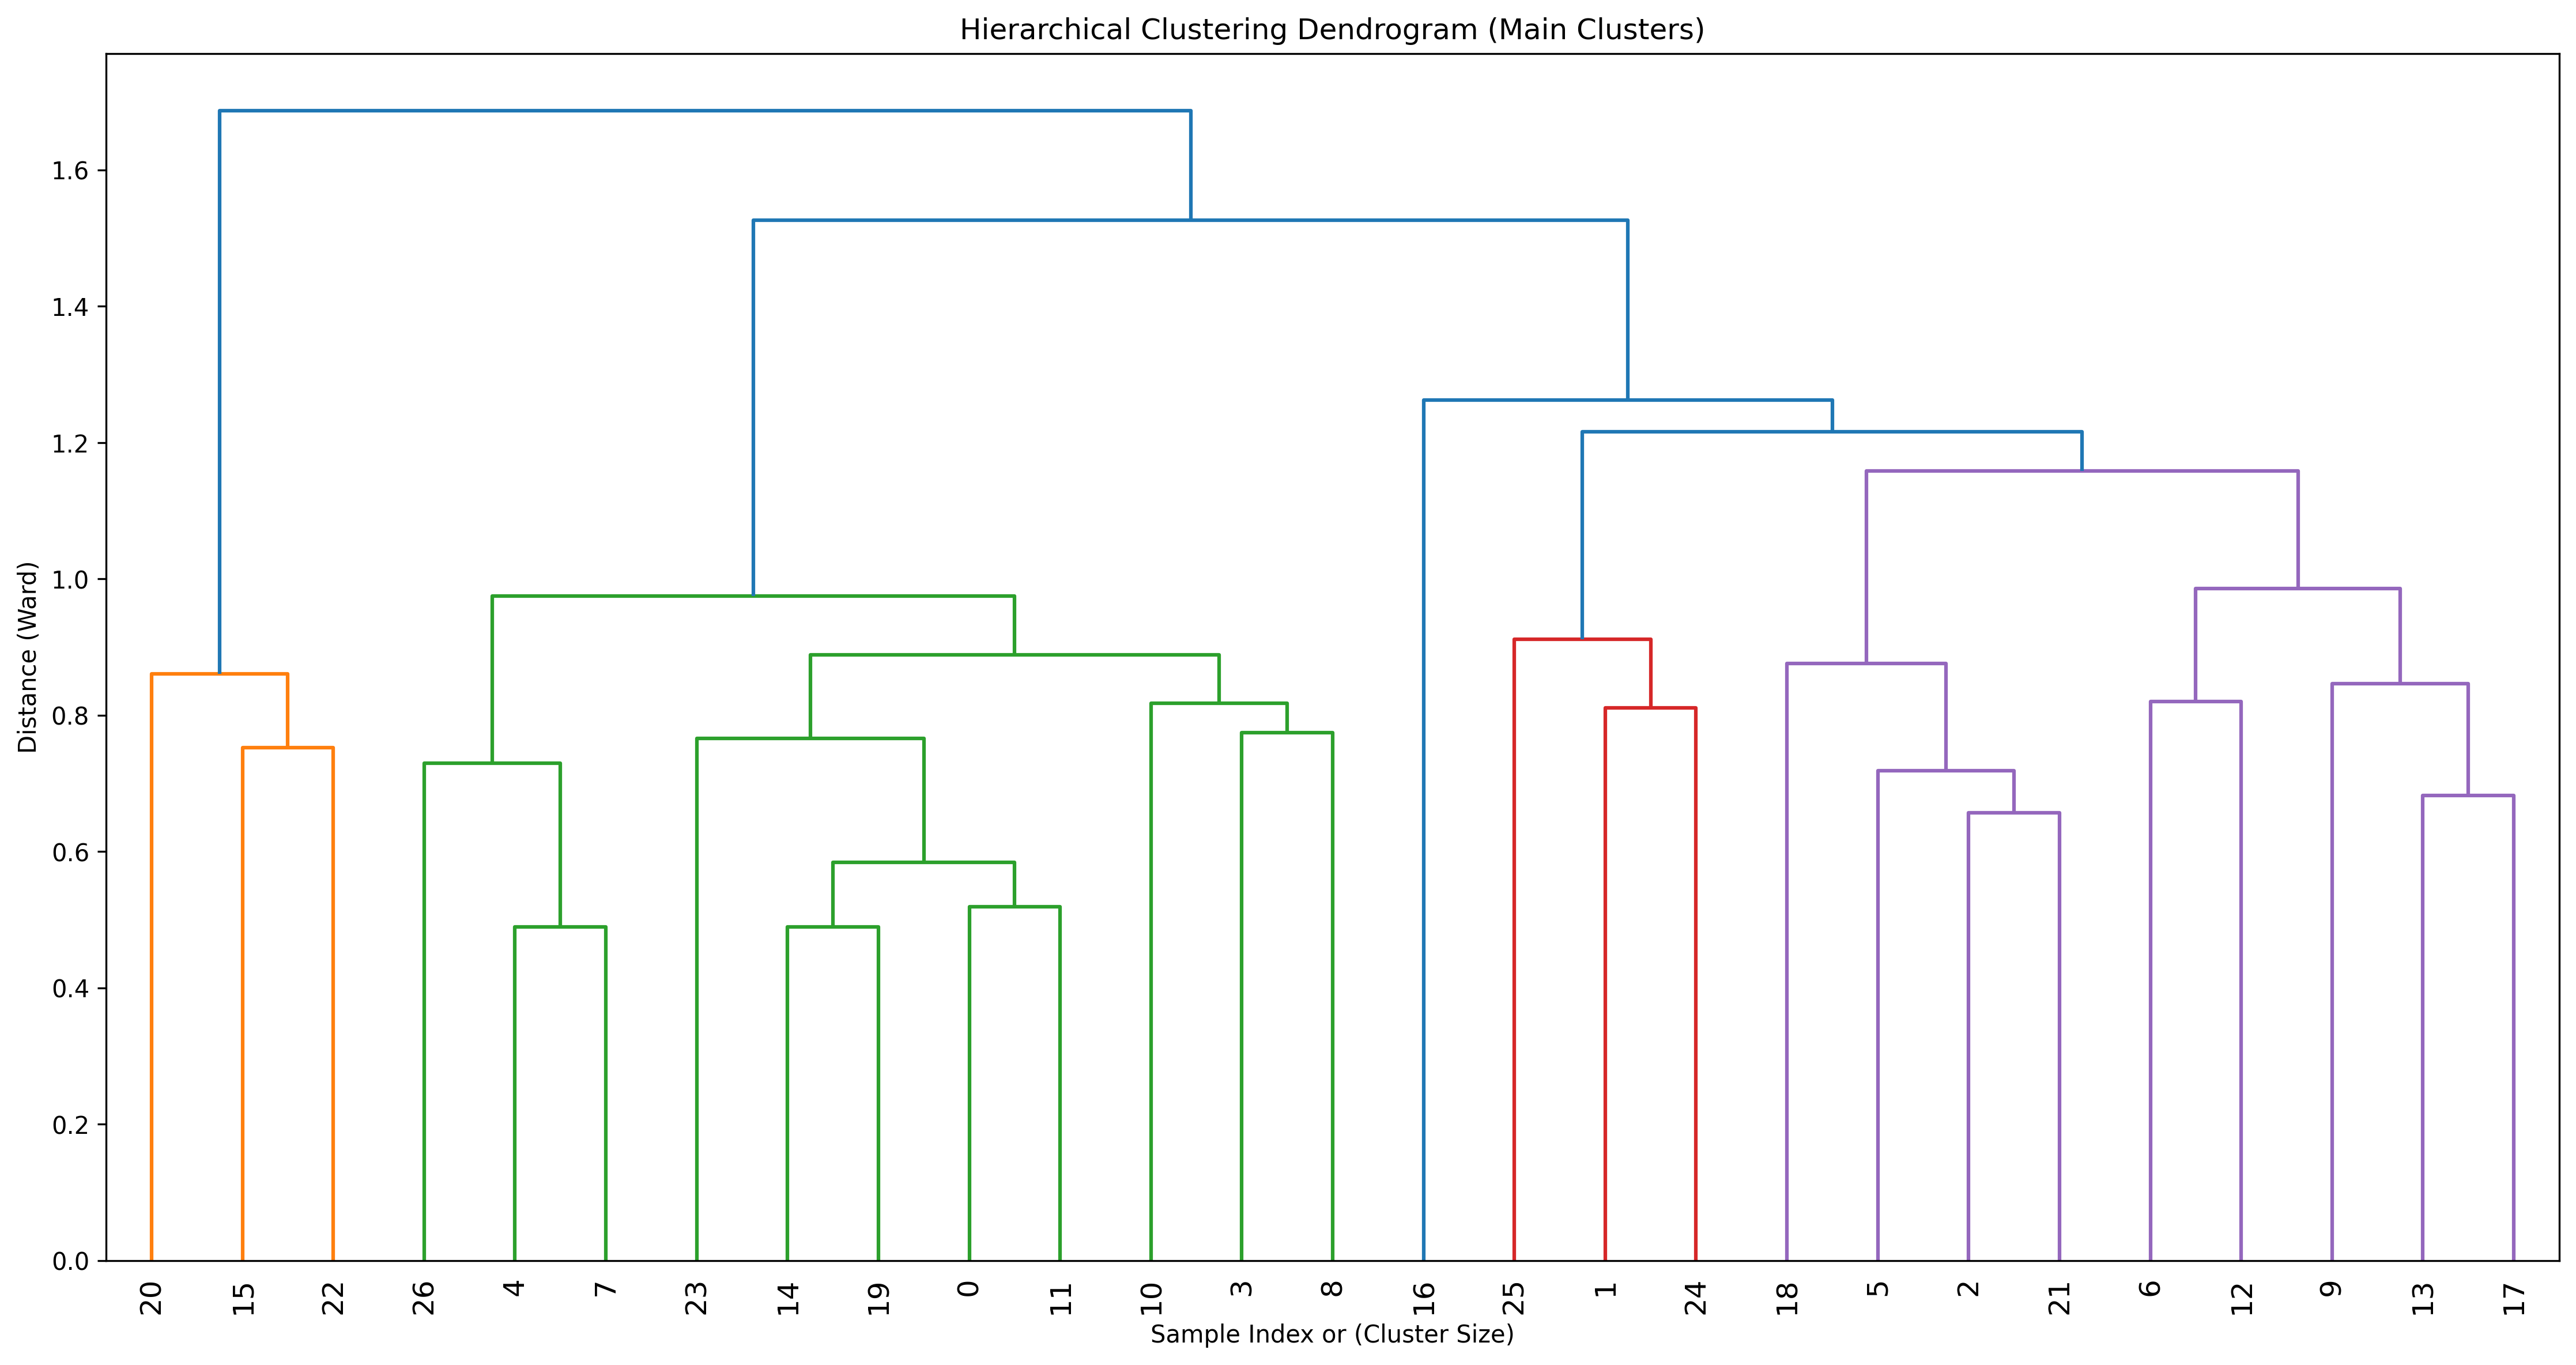 Hierarchical Clustering Dendrogram (Main Clusters)
Distance (Ward)
1.6
1.4
1.2
1.0
0.8
0.6
0.4
0.2
0.0
20 15 22 26 4 7 23 14 19 0 11 10 3 8 16 25 1 24 18 5 2 21 6 12 9 13 17
Sample Index or (Cluster Size)